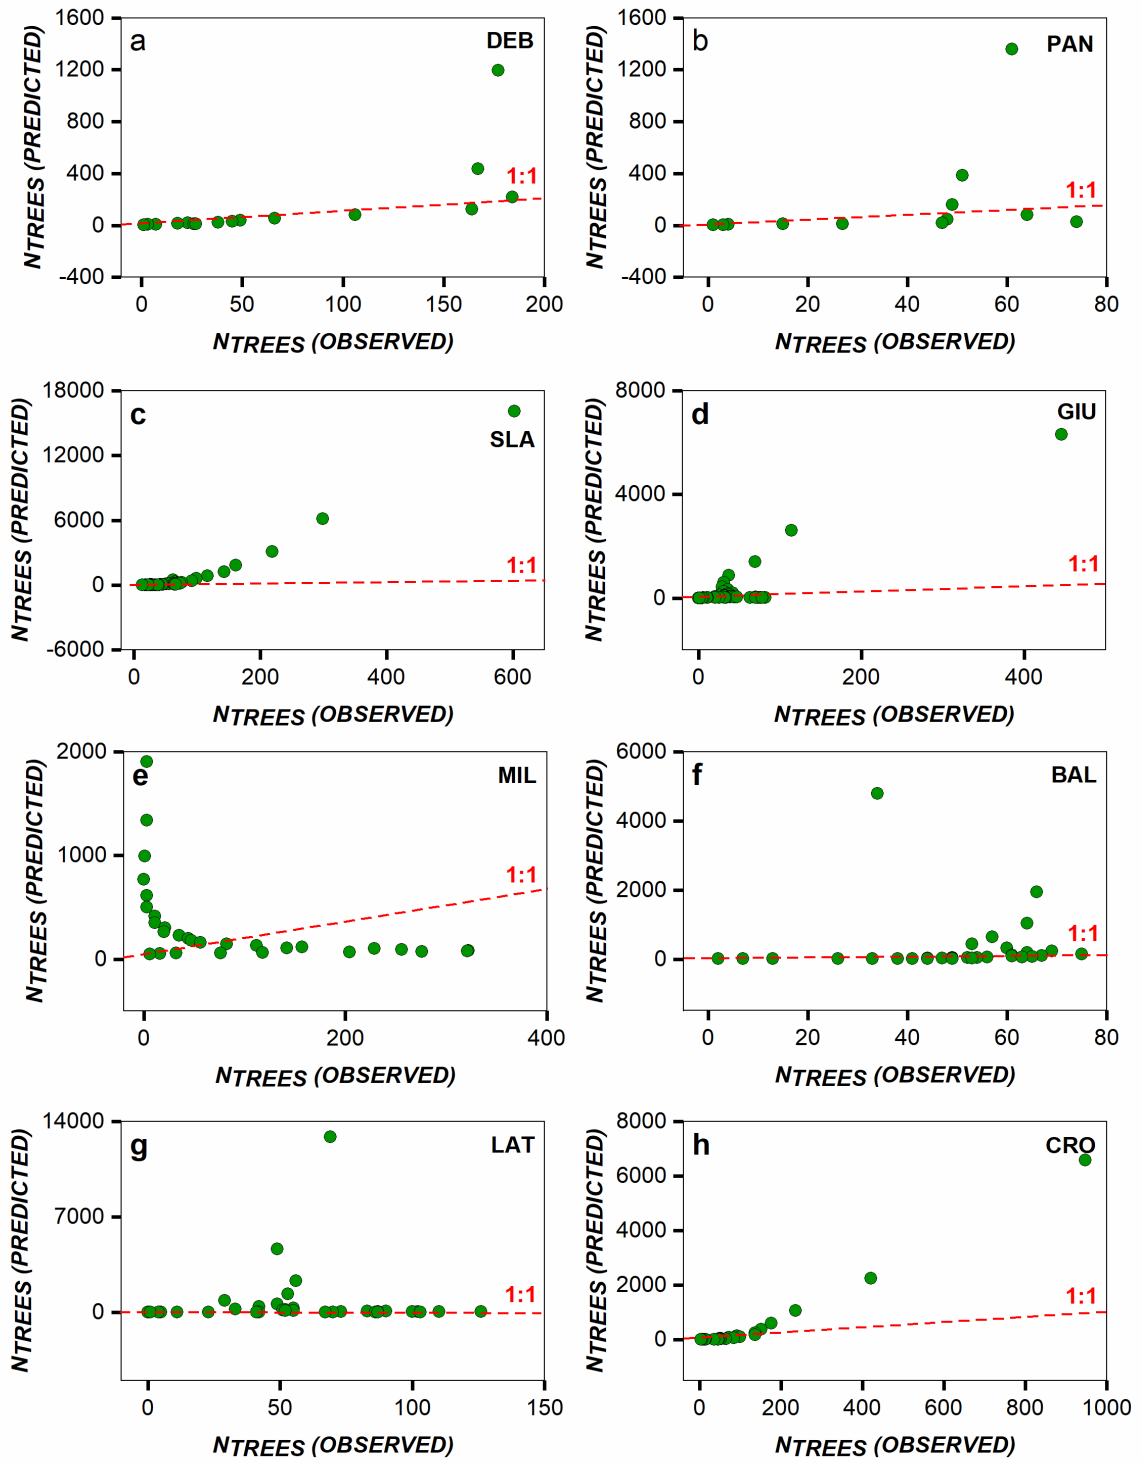 a
DEB
1600
1200
800
400
0
-400
1:1
0 50 100 150 200
NTREES (PREDICTED)
NTREES (OBSERVED)
b
PAN
1600
1200
800
400
0
-400
1:1
0 20 40 60 80
NTREES (PREDICTED)
NTREES (OBSERVED)
c
SLA
18000
12000
6000
0
-6000
1:1
0 200 400 600
NTREES (PREDICTED)
NTREES (OBSERVED)
d
GIU
8000
4000
0
1:1
0 200 400
NTREES (PREDICTED)
NTREES (OBSERVED)
e
MIL
2000
1000
0
1:1
0 200 400
NTREES (PREDICTED)
NTREES (OBSERVED)
f
BAL
6000
4000
2000
0
1:1
0 20 40 60 80
NTREES (PREDICTED)
NTREES (OBSERVED)
g
LAT
14000
7000
0
1:1
0 50 100 150
NTREES (PREDICTED)
NTREES (OBSERVED)
h
CRO
8000
6000
4000
2000
0
1:1
0 200 400 600 800 1000
NTREES (PREDICTED)
NTREES (OBSERVED)